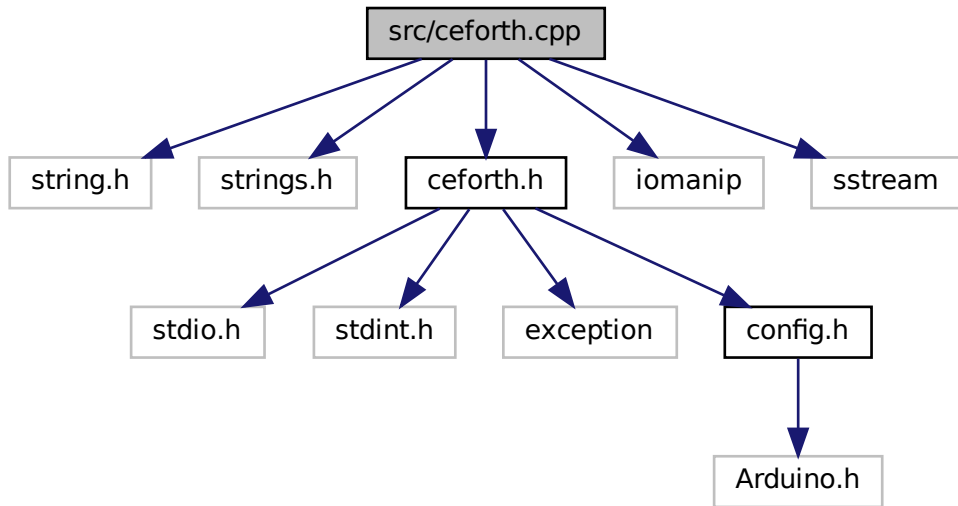 src/ceforth.cpp
string.h
strings.h
ceforth.h
iomanip
sstream
stdio.h
stdint.h
exception
config.h
Arduino.h